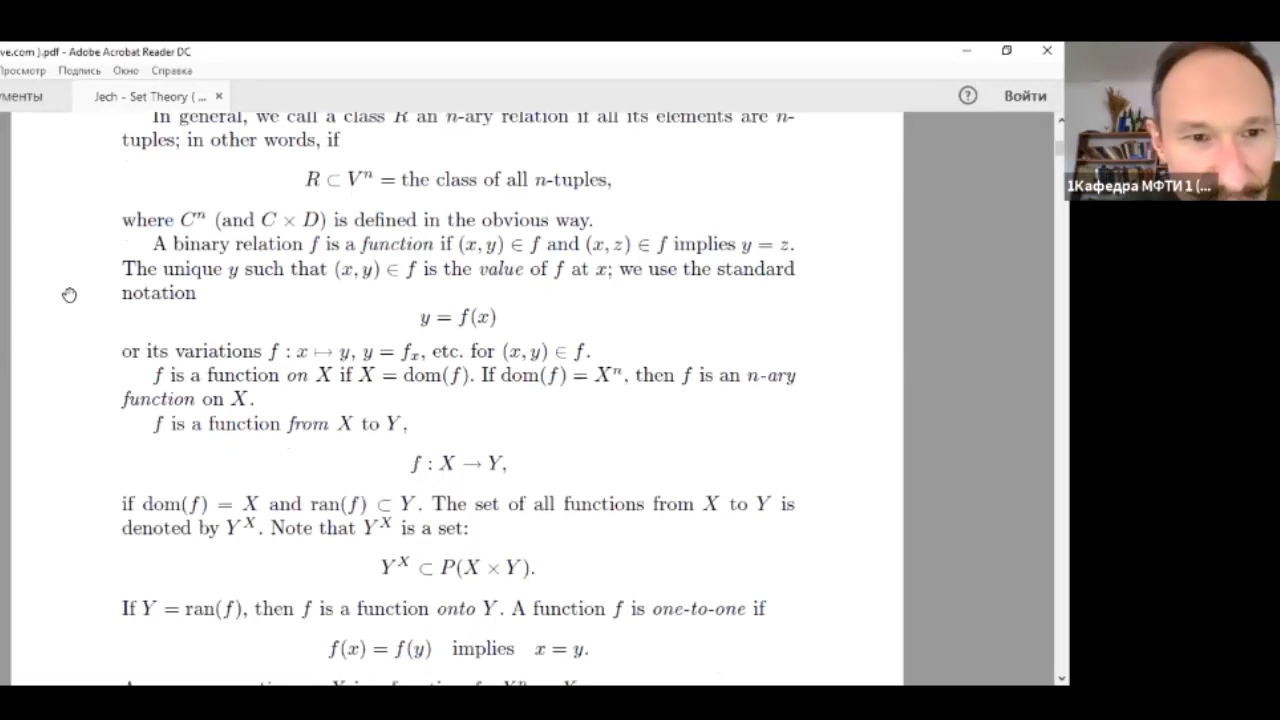 ve.com ).pdf - Adobe Acrobat Reader DC
Просмотр Подпись Окно Справка
ументы Jech - Set Theory ( ... × ? Войти
In general, we call a class R an n-ary relation if all its elements are n-
tuples; in other words, if
R ⊂ Vⁿ = the class of all n-tuples,
where Cⁿ (and C × D) is defined in the obvious way.
A binary relation f is a function if (x, y) ∈ f and (x, z) ∈ f implies y = z.
The unique y such that (x, y) ∈ f is the value of f at x; we use the standard
notation
y = f(x)
or its variations f : x ↦ y, y = fₓ, etc. for (x, y) ∈ f.
f is a function on X if X = dom(f). If dom(f) = Xⁿ, then f is an n-ary
function on X.
f is a function from X to Y,
f : X → Y,
if dom(f) = X and ran(f) ⊂ Y. The set of all functions from X to Y is
denoted by Y^X. Note that Y^X is a set:
Y^X ⊂ P(X × Y).
If Y = ran(f), then f is a function onto Y. A function f is one-to-one if
f(x) = f(y) implies x = y.
1Кафедра МФТИ 1 (...